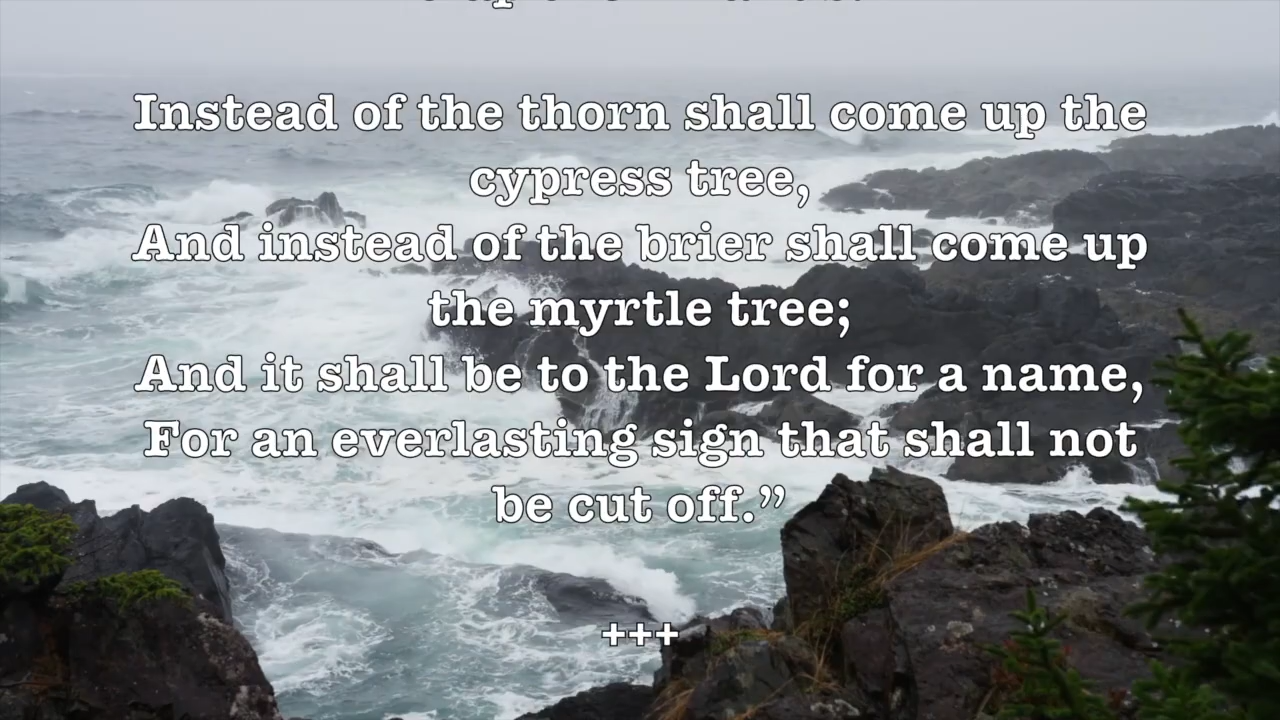 Instead of the thorn shall come up the
cypress tree,
And instead of the brier shall come up
the myrtle tree;
And it shall be to the Lord for a name,
For an everlasting sign that shall not
be cut off.”
+++